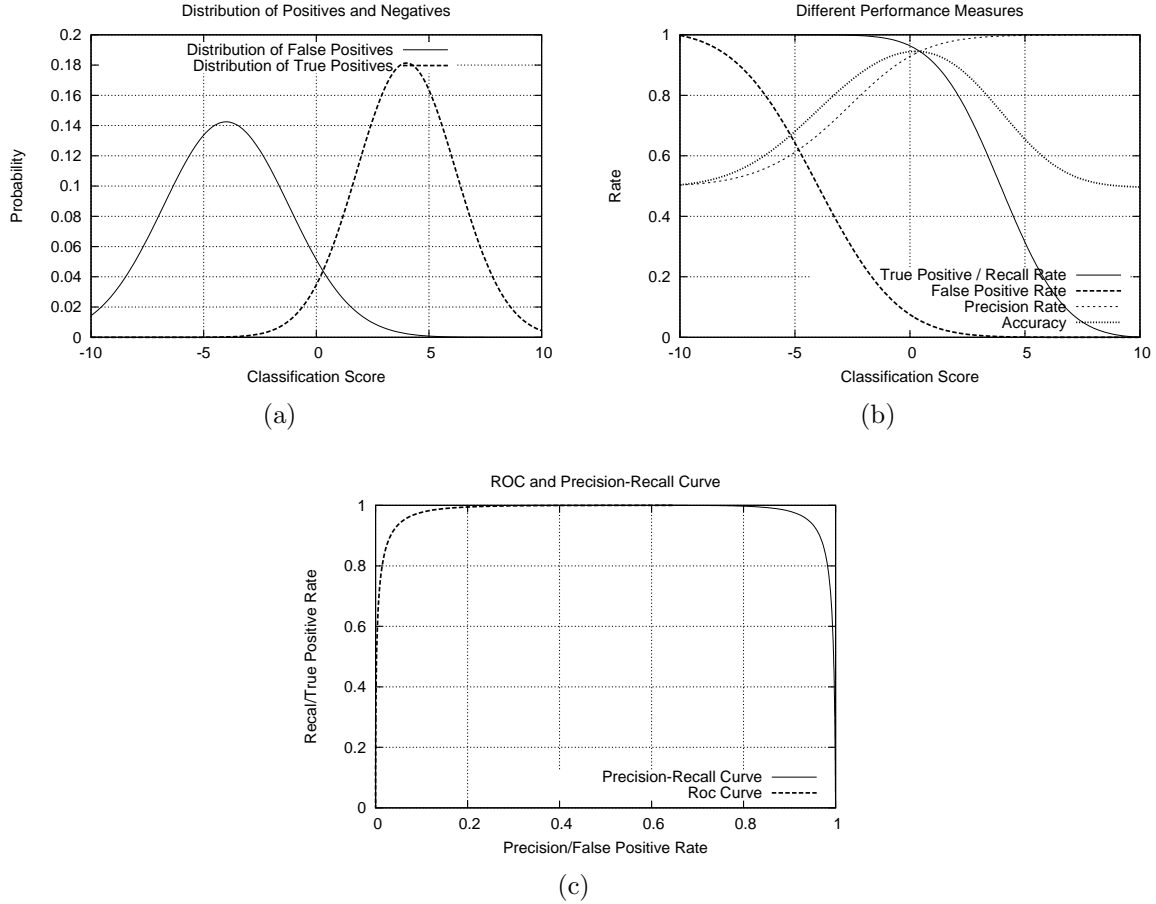 Distribution of Positives and Negatives
0.2
0.18
0.16
0.14
0.12
0.1
0.08
0.06
0.04
0.02
0
Probability
Distribution of False Positives
Distribution of True Positives
-10 -5 0 5 10
Classification Score
(a)
Different Performance Measures
1
0.8
0.6
0.4
0.2
0
Rate
True Positive / Recall Rate
False Positive Rate
Precision Rate
Accuracy
-10 -5 0 5 10
Classification Score
(b)
ROC and Precision-Recall Curve
1
0.8
0.6
0.4
0.2
0
Recal/True Positive Rate
Precision-Recall Curve
Roc Curve
0 0.2 0.4 0.6 0.8 1
Precision/False Positive Rate
(c)